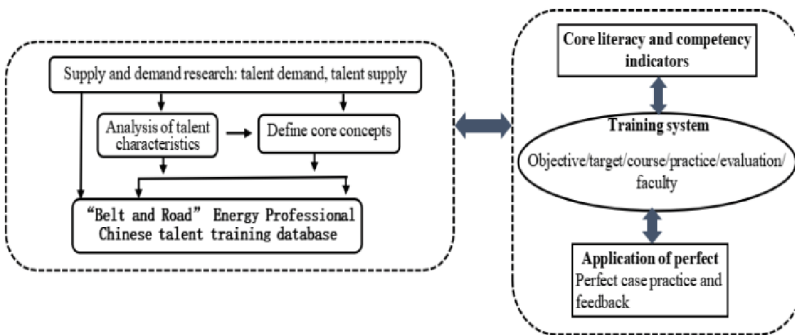 Supply and demand research: talent demand, talent supply
Analysis of talent
characteristics
Define core concepts
“Belt and Road” Energy Professional
Chinese talent training database
Core literacy and competency
indicators
Training system
Objective/target/course/practice/evaluation/
faculty
Application of perfect
Perfect case practice and
feedback